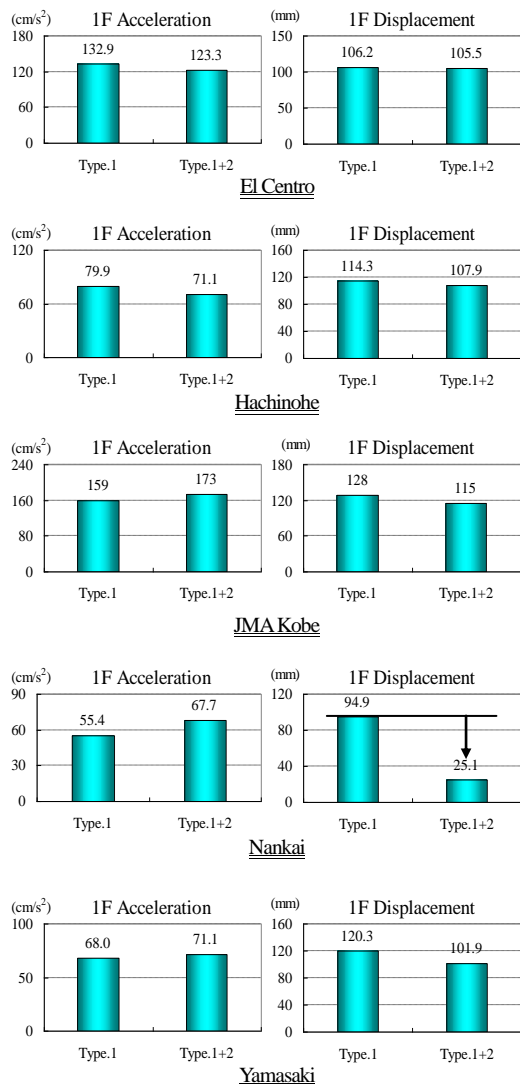 (cm/s²) 1F Acceleration
180
120
60
0
132.9
123.3
Type.1 Type.1+2
(mm) 1F Displacement
150
100
50
0
106.2
105.5
Type.1 Type.1+2
El Centro
(cm/s²) 1F Acceleration
120
60
0
79.9
71.1
Type.1 Type.1+2
(mm) 1F Displacement
160
120
80
40
0
114.3
107.9
Type.1 Type.1+2
Hachinohe
(cm/s²) 1F Acceleration
240
160
80
0
159
173
Type.1 Type.1+2
(mm) 1F Displacement
180
120
60
0
128
115
Type.1 Type.1+2
JMA Kobe
(cm/s²) 1F Acceleration
90
60
30
0
55.4
67.7
Type.1 Type.1+2
(mm) 1F Displacement
120
80
40
0
94.9
25.1
Type.1 Type.1+2
Nankai
(cm/s²) 1F Acceleration
100
50
0
68.0
71.1
Type.1 Type.1+2
(mm) 1F Displacement
160
120
80
40
0
120.3
101.9
Type.1 Type.1+2
Yamasaki